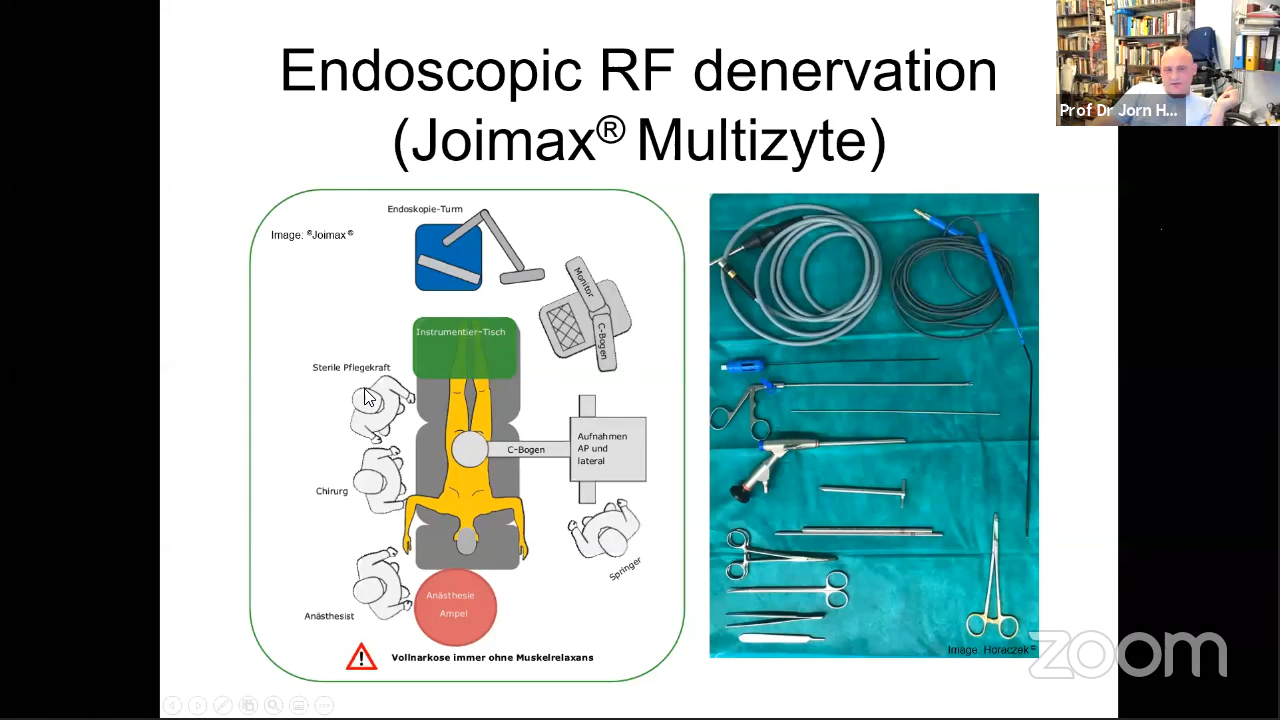 Endoscopic RF denervation
(Joimax® Multizyte)
Prof Dr Jorn H...
Endoskopie-Turm
Image: ©Joimax®
Monitor
C-Bogen
Instrumentier-Tisch
Sterile Pflegekraft
C-Bogen
Aufnahmen
AP und
lateral
Chirurg
Springer
Anästhesist
Anästhesie
Ampel
Vollnarkose immer ohne Muskelrelaxans
Image: Horaczek©
zoom